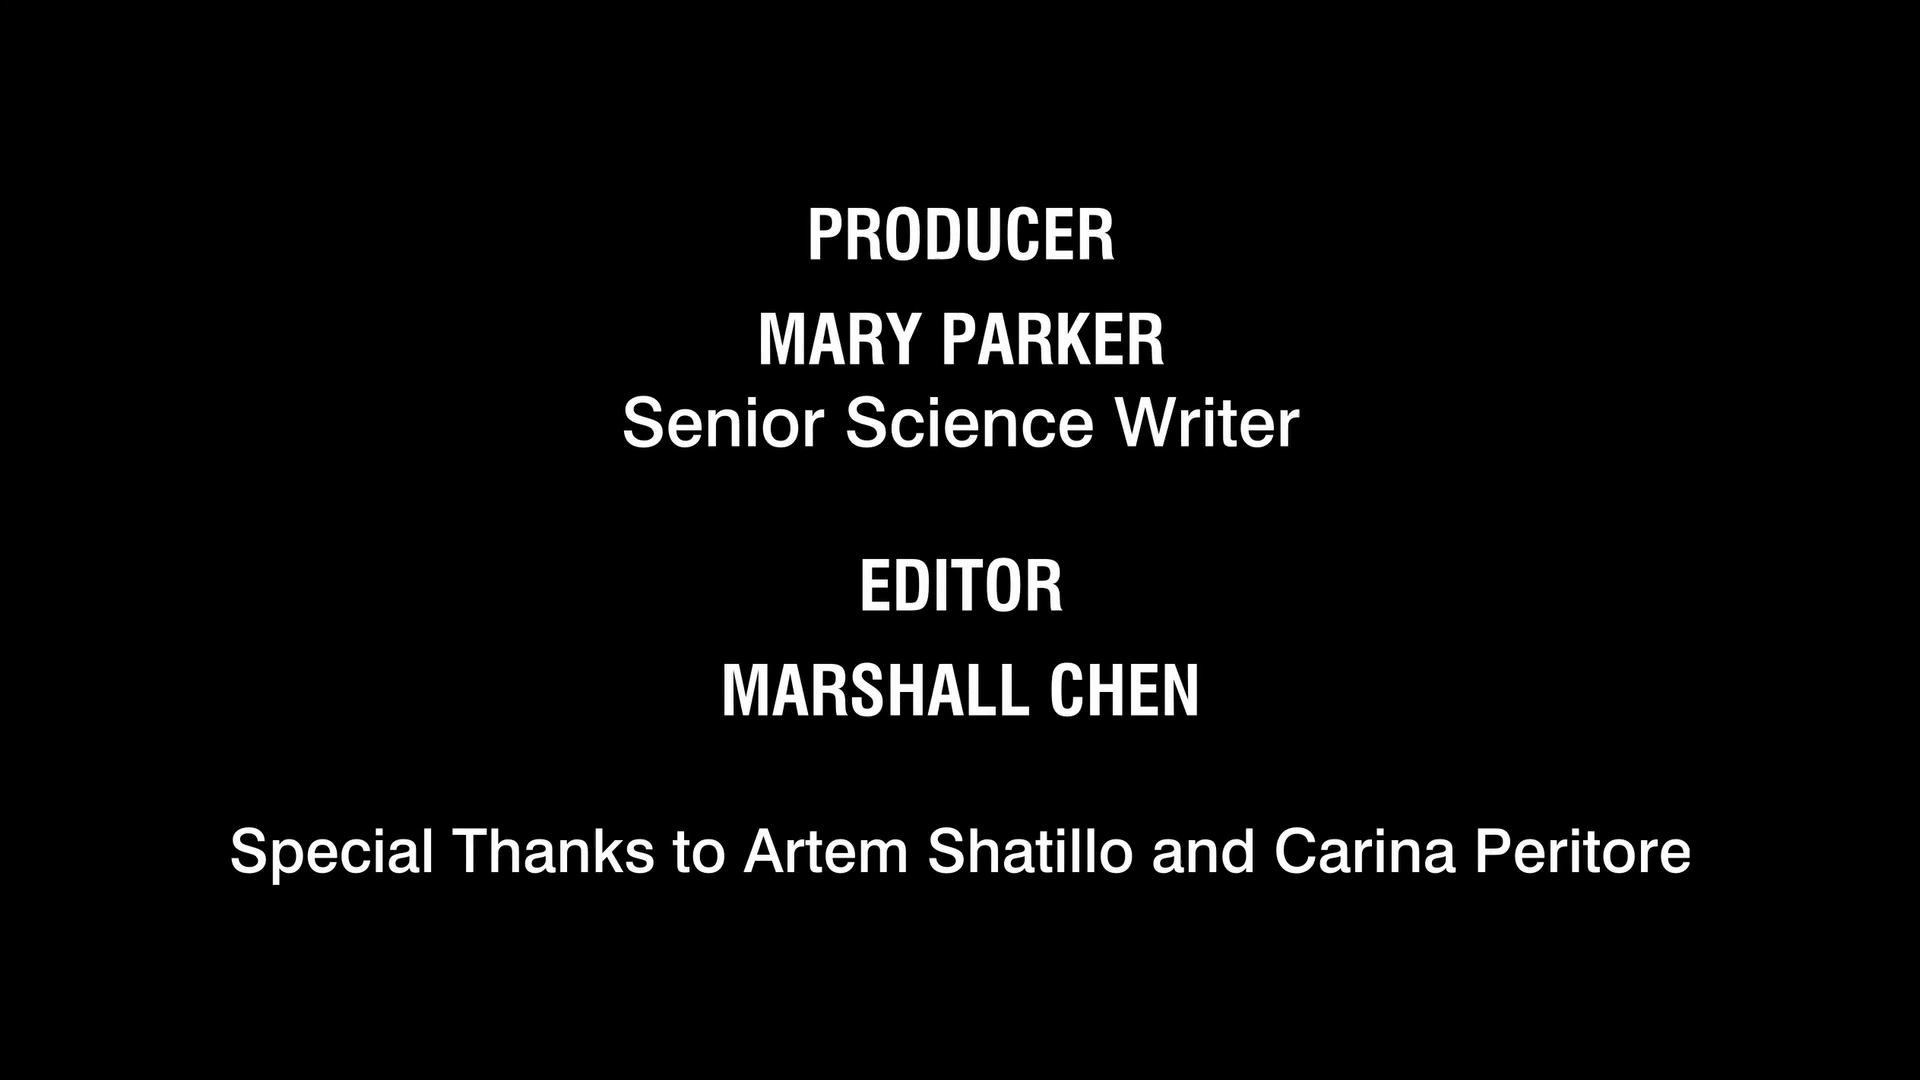 PRODUCER
MARY PARKER
Senior Science Writer
EDITOR
MARSHALL CHEN
Special Thanks to Artem Shatillo and Carina Peritore